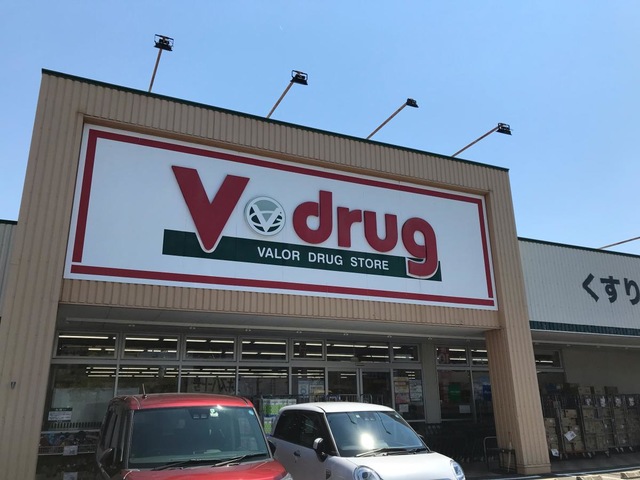 V drug
VALOR DRUG STORE
くすり